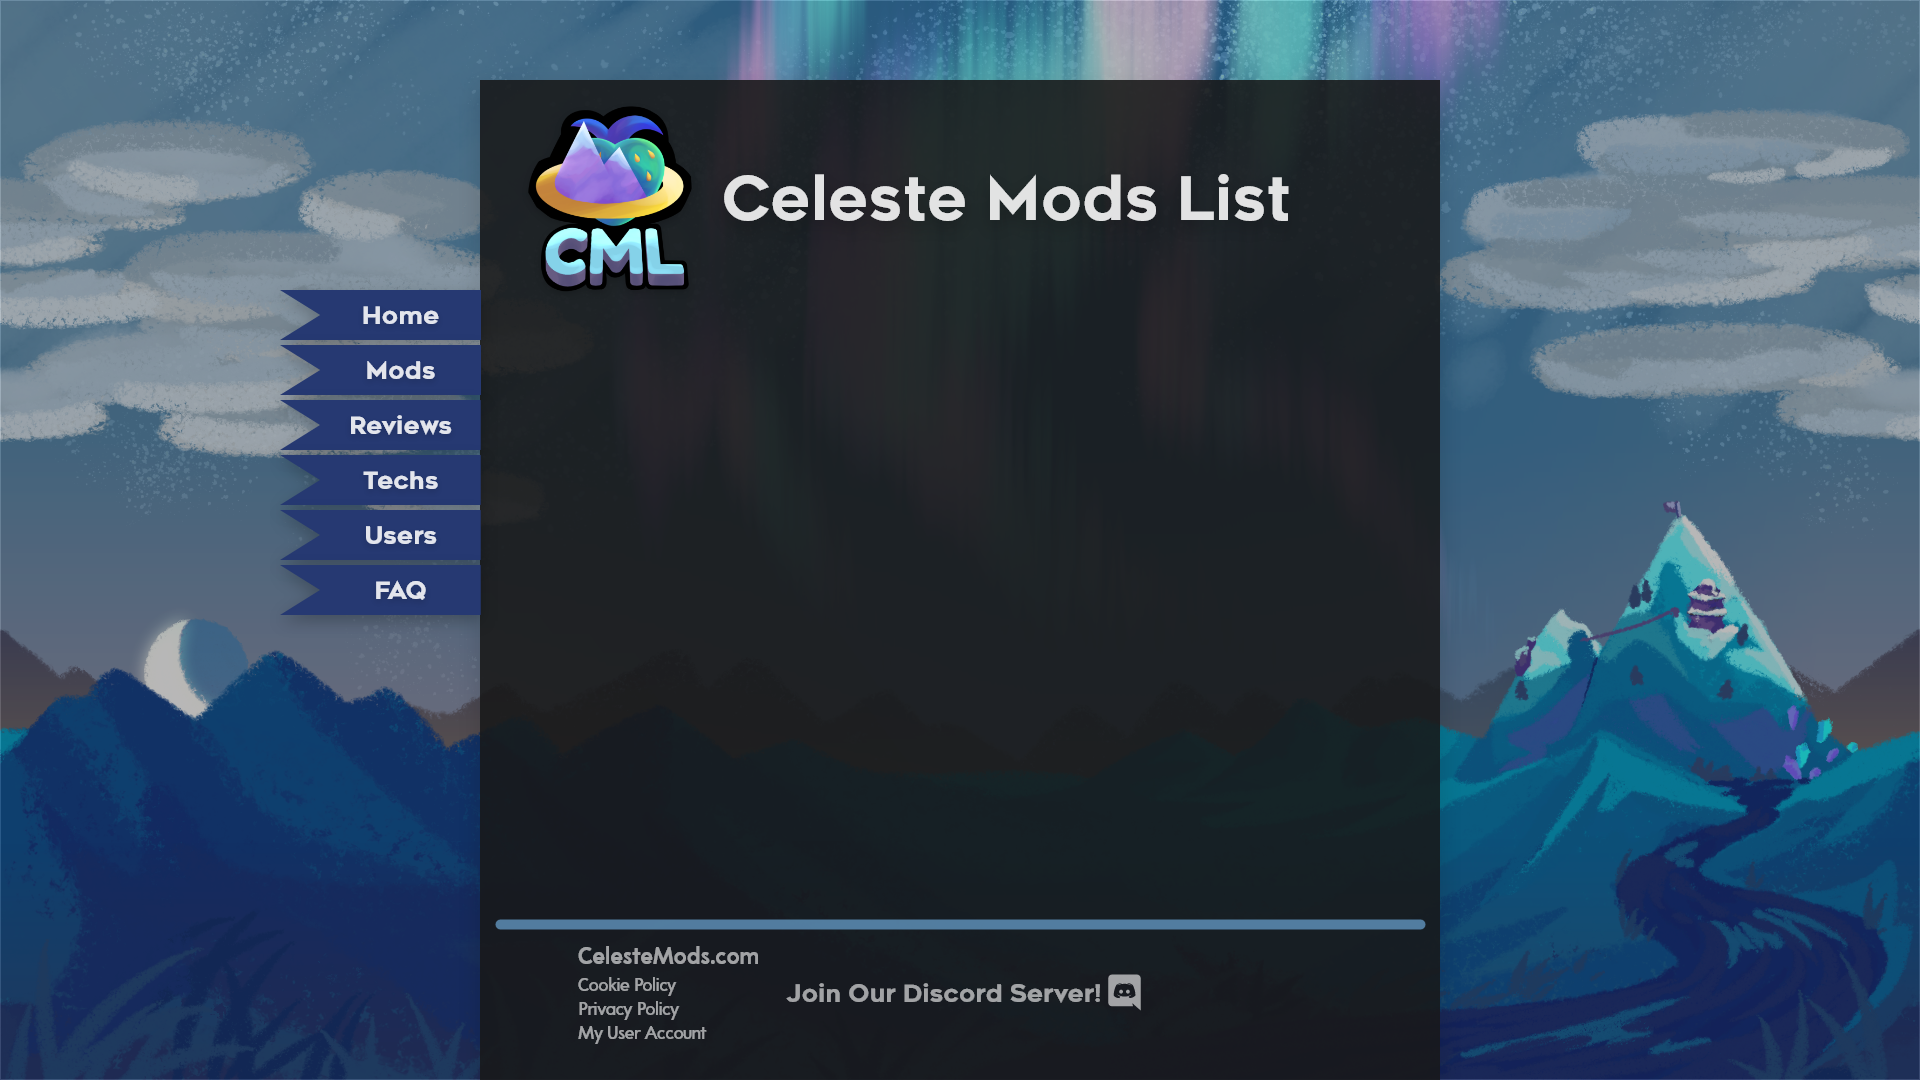 CML
Celeste Mods List
Home
Mods
Reviews
Techs
Users
FAQ
CelesteMods.com
Cookie Policy
Privacy Policy
My User Account
Join Our Discord Server!